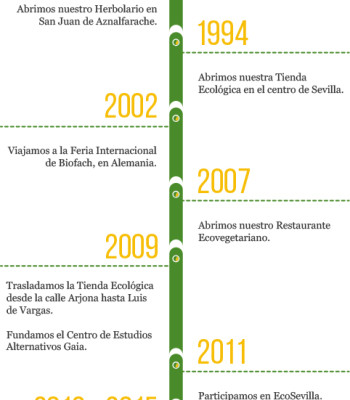 Abrimos nuestro Herbolario en
San Juan de Aznalfarache.
1994
Abrimos nuestra Tienda
Ecológica en el centro de Sevilla.
2002
Viajamos a la Feria Internacional
de Biofach, en Alemania.
2007
Abrimos nuestro Restaurante
Ecovegetariano.
2009
Trasladamos la Tienda Ecológica
desde la calle Arjona hasta Luis
de Vargas.
Fundamos el Centro de Estudios
Alternativos Gaia.
2011
Participamos en EcoSevilla.